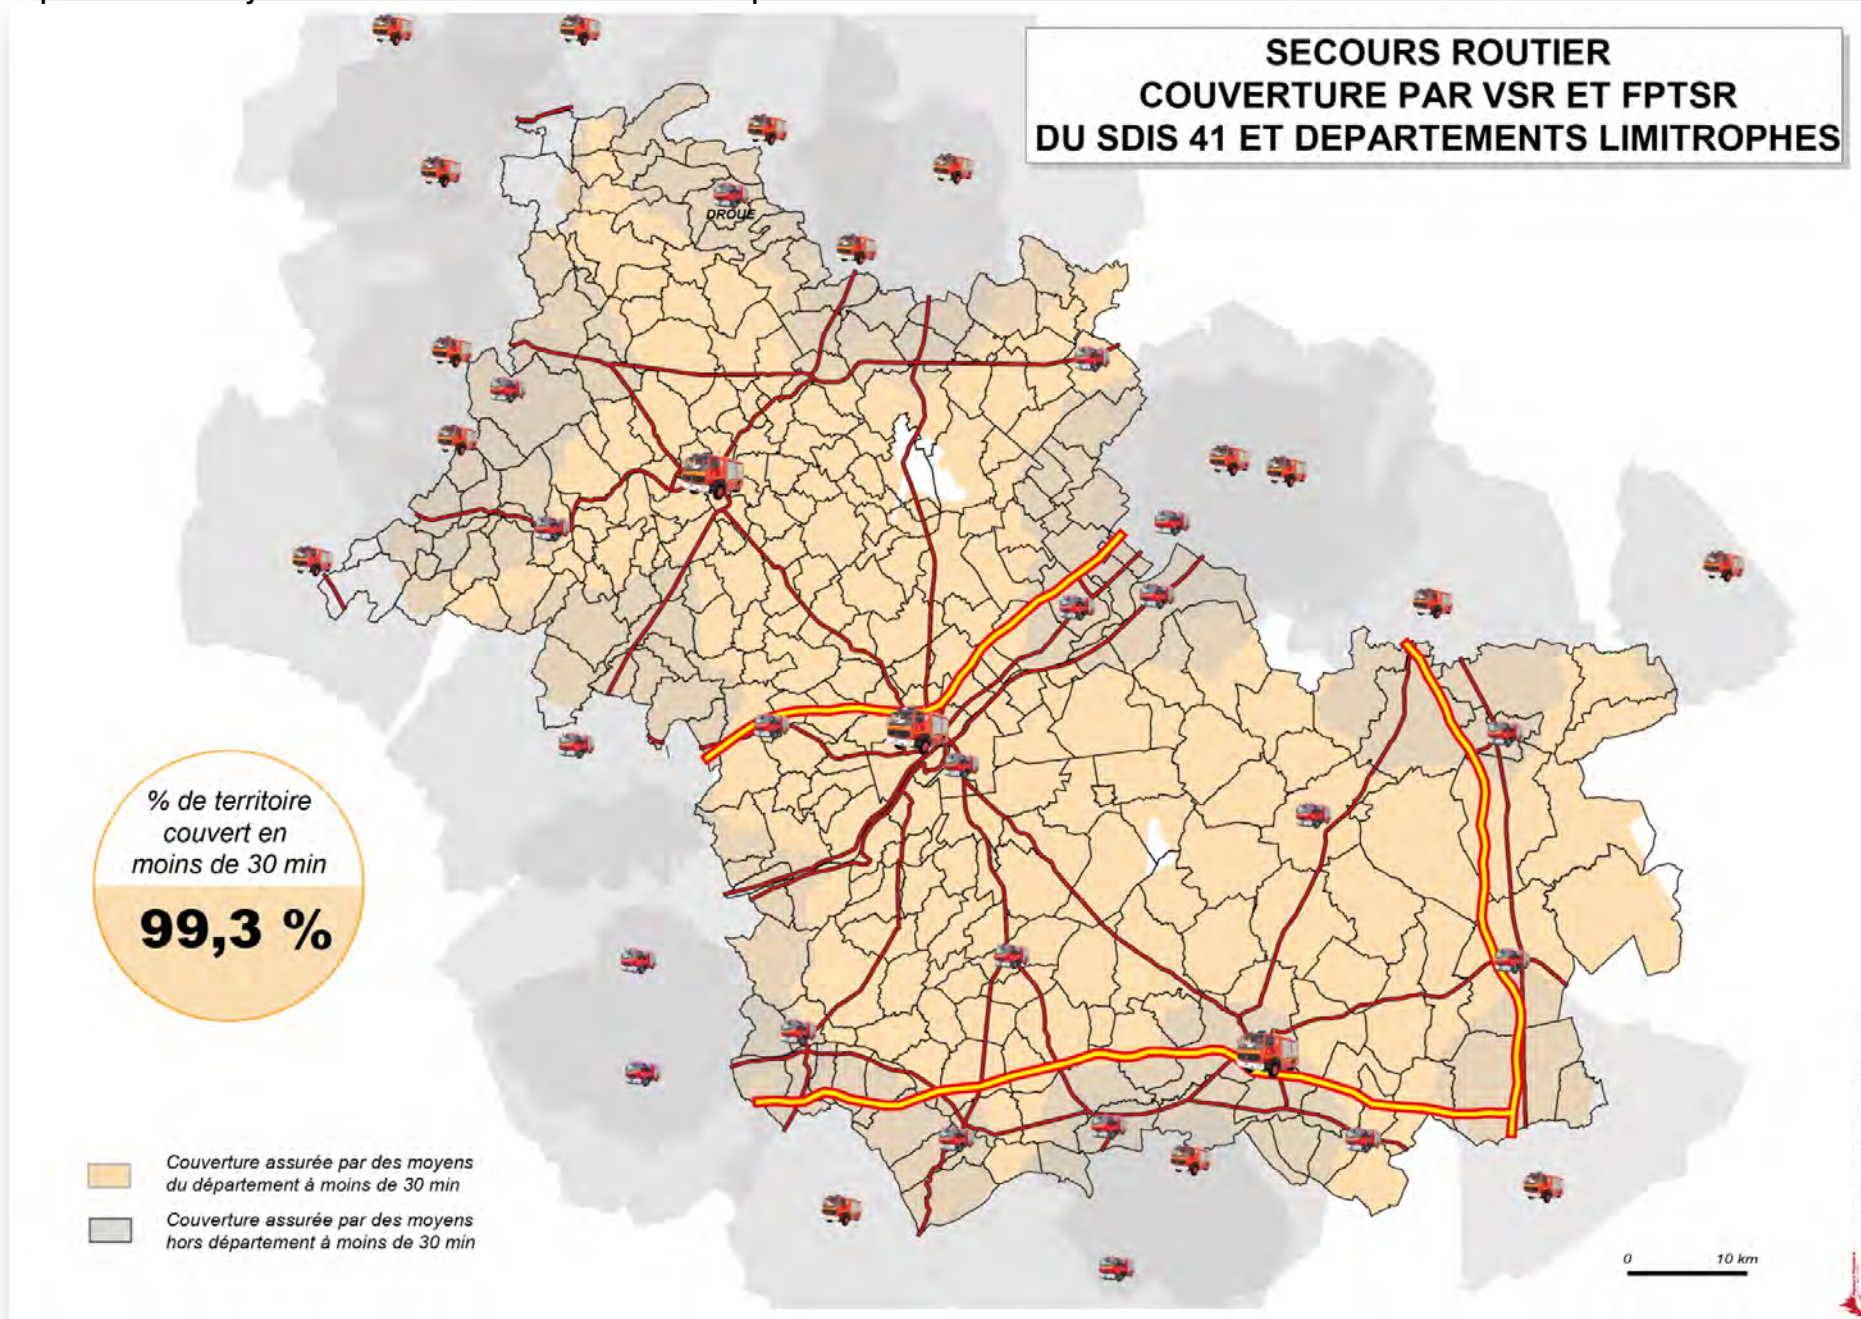 SECOURS ROUTIER
COUVERTURE PAR VSR ET FPTSR
DU SDIS 41 ET DEPARTEMENTS LIMITROPHES
DROUE
% de territoire
couvert en
moins de 30 min
99,3 %
Couverture assurée par des moyens
du département à moins de 30 min
Couverture assurée par des moyens
hors département à moins de 30 min
0 10 km